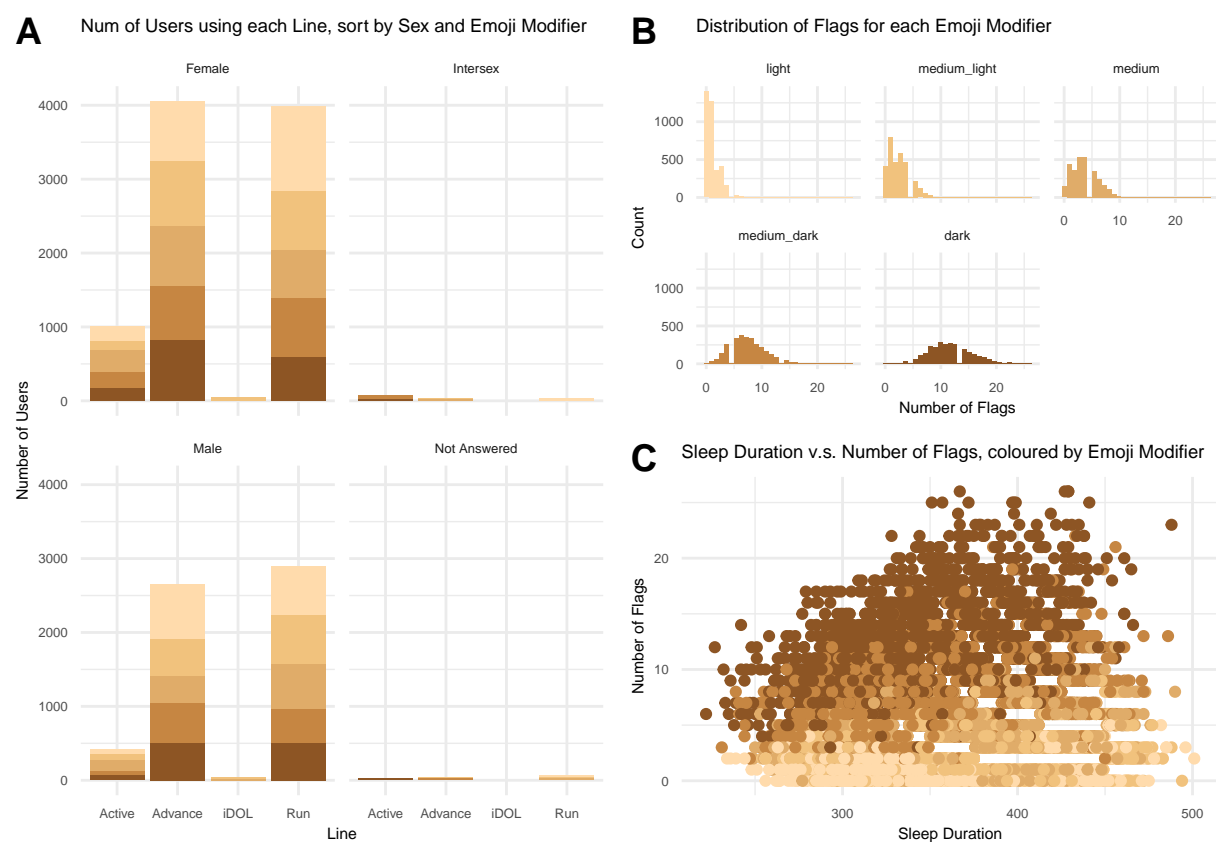 A
Num of Users using each Line, sort by Sex and Emoji Modifier
Female
Intersex
4000
3000
2000
1000
0
Male
Not Answered
4000
3000
2000
1000
0
Number of Users
Active
Advance
iDOL
Run
Active
Advance
iDOL
Run
Line
B
Distribution of Flags for each Emoji Modifier
light
medium_light
medium
1000
500
0
0
10
20
medium_dark
dark
1000
500
0
Count
0
10
20
0
10
20
Number of Flags
C
Sleep Duration v.s. Number of Flags, coloured by Emoji Modifier
20
10
0
Number of Flags
300
400
500
Sleep Duration